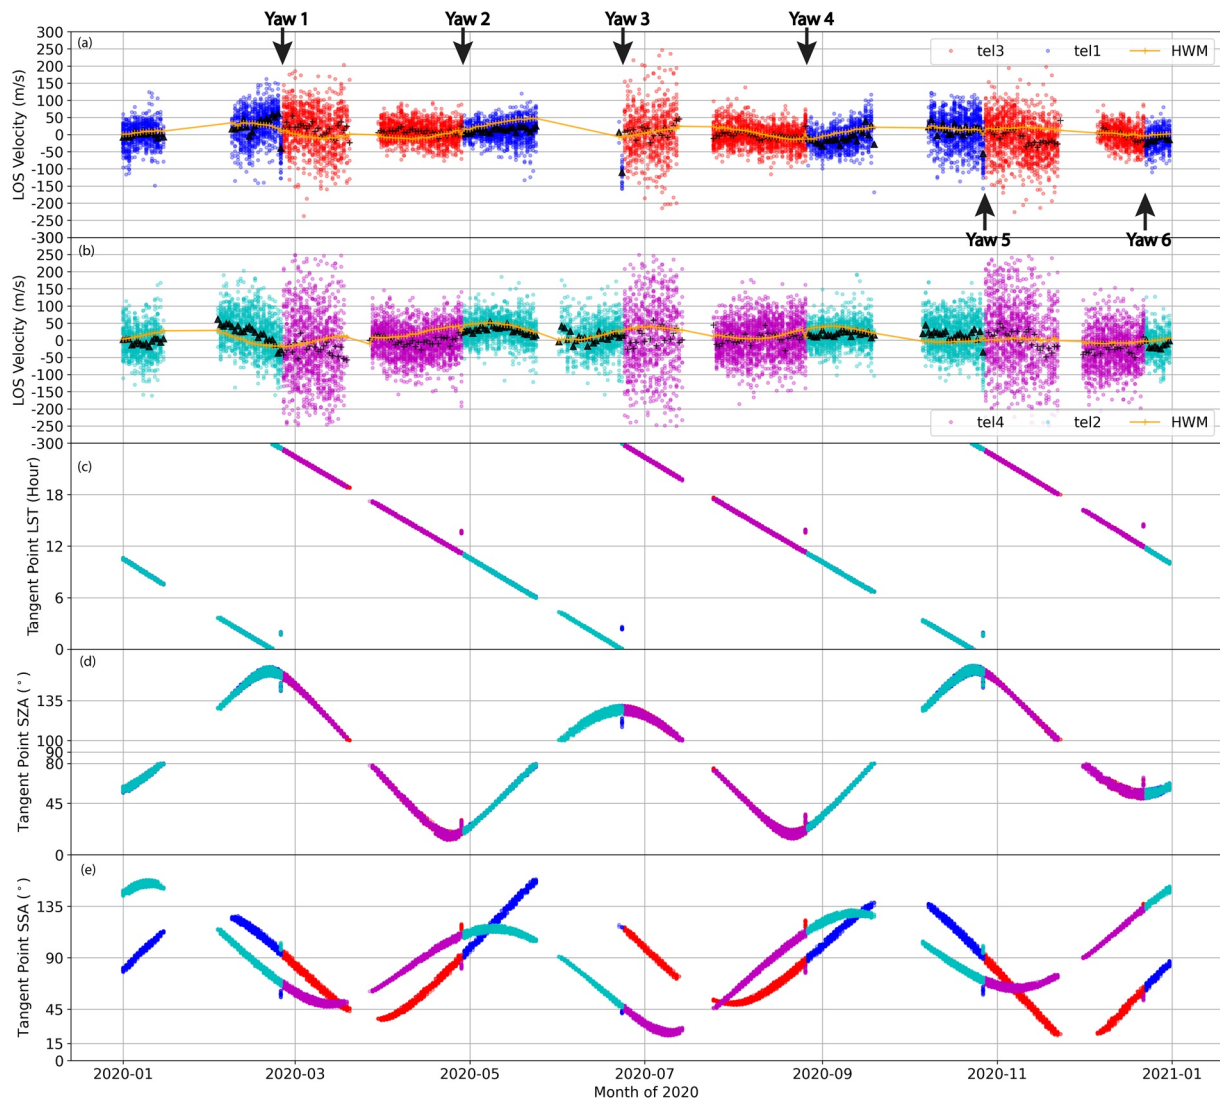 Yaw 1 Yaw 2 Yaw 3 Yaw 4
(a)
tel3 tel1 HWM
300
250
200
150
100
50
0
-50
-100
-150
-200
-250
-300
LOS Velocity (m/s)
Yaw 5 Yaw 6
(b)
250
200
150
100
50
0
-50
-100
-150
-200
-250
-300
LOS Velocity (m/s)
tel4 tel2 HWM
(c)
18
12
6
0
Tangent Point LST (Hour)
(d)
135
100
90
80
45
0
Tangent Point SZA (°)
(e)
135
90
45
15
0
Tangent Point SSA (°)
2020-01 2020-03 2020-05 2020-07 2020-09 2020-11 2021-01
Month of 2020